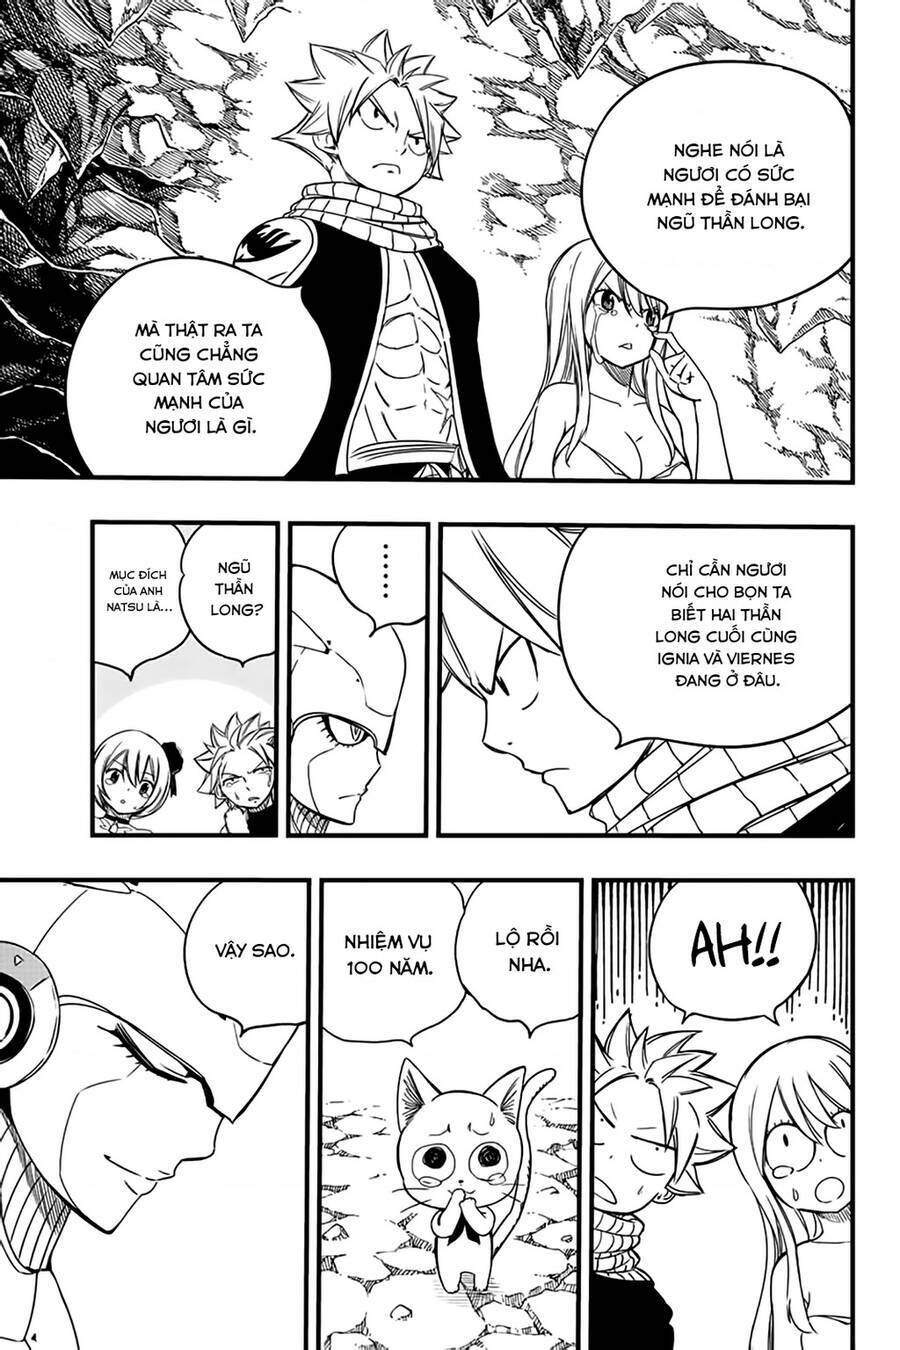 NGHE NÓI LÀ
NGƯƠI CÓ SỨC
MẠNH ĐỂ ĐÁNH BẠI
NGŨ THẦN LONG.
MÀ THẬT RA TA
CŨNG CHẲNG
QUAN TÂM SỨC
MẠNH CỦA
NGƯƠI LÀ GÌ.
CHỈ CẦN NGƯƠI
NÓI CHO BỌN TA
BIẾT HAI THẦN
LONG CUỐI CÙNG
IGNIA VÀ VIERNES
ĐANG Ở ĐÂU.
......
NGŨ
THẦN
LONG?
MỤC ĐÍCH
CỦA ANH
NATSU LÀ...
AH!!
LỘ RỒI
NHA.
NHIỆM VỤ
100 NĂM.
VẬY SAO.